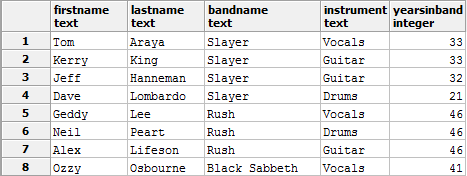 firstname lastname bandname instrument yearsinband
text text text text integer
1 Tom Araya Slayer Vocals 33
2 Kerry King Slayer Guitar 33
3 Jeff Hanneman Slayer Guitar 32
4 Dave Lombardo Slayer Drums 21
5 Geddy Lee Rush Vocals 46
6 Neil Peart Rush Drums 46
7 Alex Lifeson Rush Guitar 46
8 Ozzy Osbourne Black Sabbeth Vocals 41